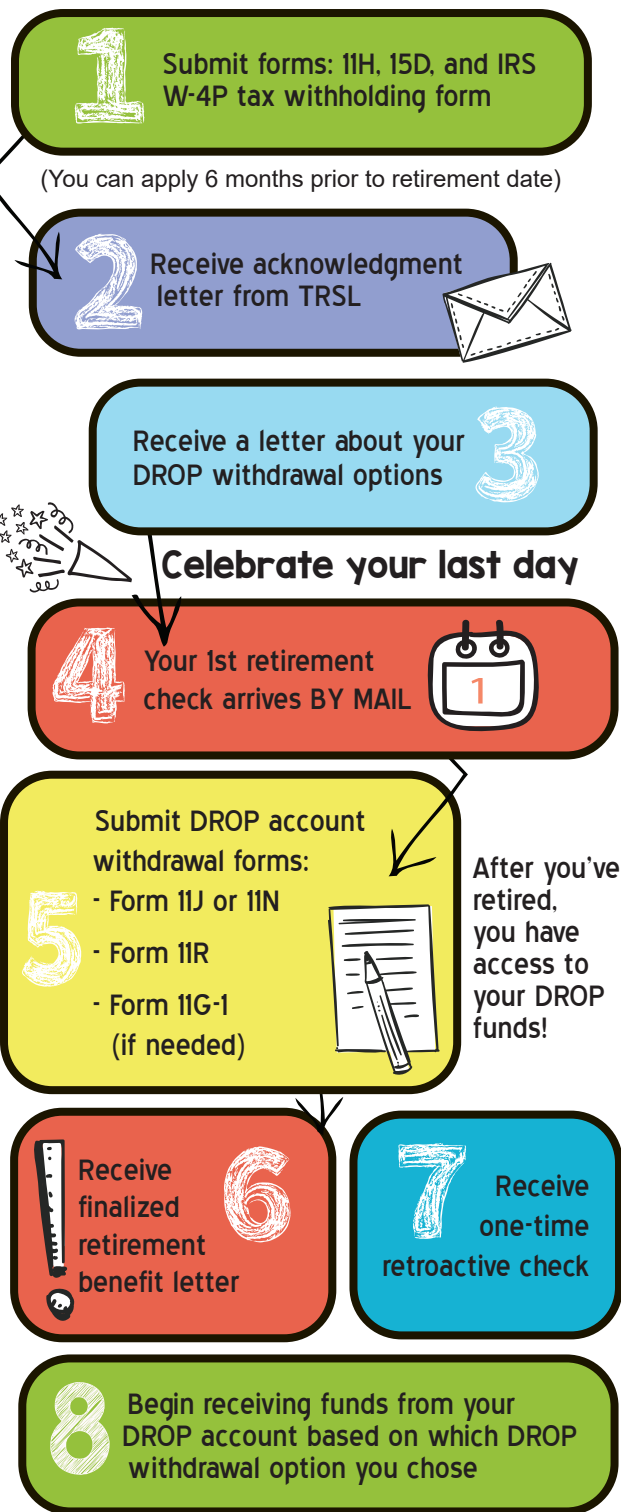 1
Submit forms: 11H, 15D, and IRS
W-4P tax withholding form
(You can apply 6 months prior to retirement date)
2
Receive acknowledgment
letter from TRSL
Receive a letter about your
DROP withdrawal options
3
Celebrate your last day
4
Your 1st retirement
check arrives BY MAIL
1
5
Submit DROP account
withdrawal forms:
- Form 11J or 11N
- Form 11R
- Form 11G-1
(if needed)
After you've
retired,
you have
access to
your DROP
funds!
Receive
finalized
retirement
benefit letter
6
7
Receive
one-time
retroactive check
8
Begin receiving funds from your
DROP account based on which DROP
withdrawal option you chose